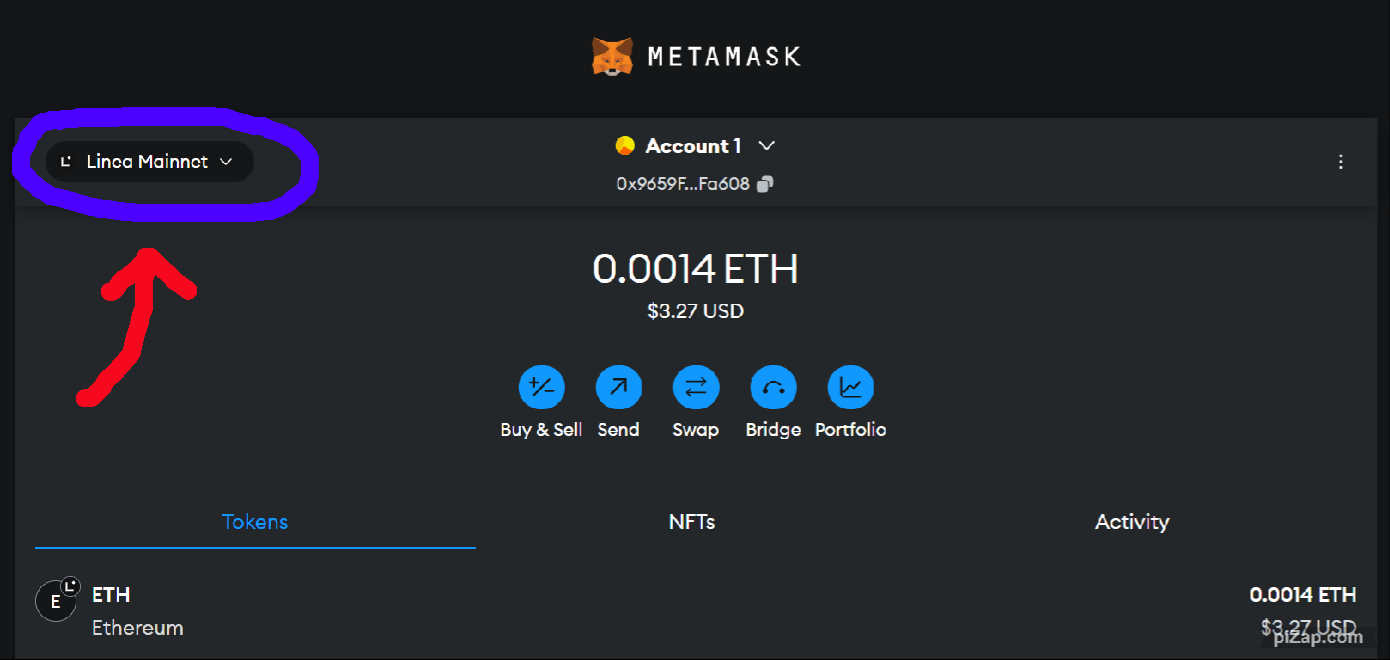 METAMASK
Linea Mainnet
Account 1
0x9659F...Fa608
0.0014 ETH
$3.27 USD
Buy & Sell Send Swap Bridge Portfolio
Tokens NFTs Activity
L
E
ETH 0.0014 ETH
Ethereum $3.27 USD
piZap.com